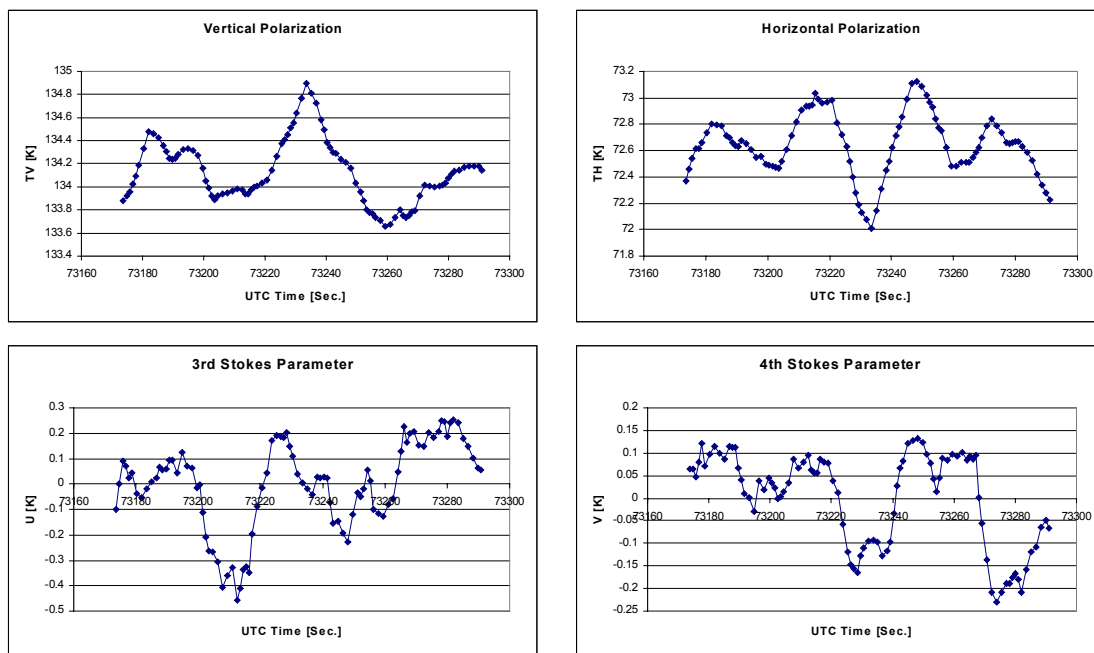 Vertical Polarization
135
134.8
134.6
134.4
134.2
134
133.8
133.6
133.4
TV [K]
73160 73180 73200 73220 73240 73260 73280 73300
UTC Time [Sec.]
Horizontal Polarization
73.2
73
72.8
72.6
72.4
72.2
72
71.8
TH [K]
73160 73180 73200 73220 73240 73260 73280 73300
UTC Time [Sec.]
3rd Stokes Parameter
0.3
0.2
0.1
0
-0.1
-0.2
-0.3
-0.4
-0.5
U [K]
73160 73180 73200 73220 73240 73260 73280 73300
UTC Time [Sec.]
4th Stokes Parameter
0.2
0.15
0.1
0.05
0
-0.05
-0.1
-0.15
-0.2
-0.25
V [K]
73160 73180 73200 73220 73240 73260 73280 73300
UTC Time [Sec.]